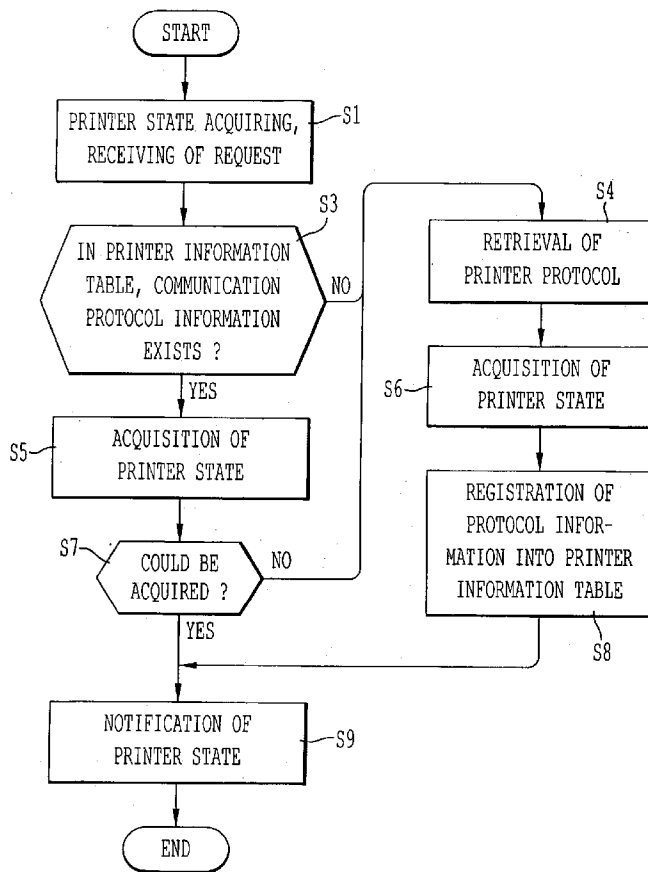 START
PRINTER STATE ACQUIRING,
RECEIVING OF REQUEST
S1
S3
IN PRINTER INFORMATION
TABLE, COMMUNICATION
PROTOCOL INFORMATION
EXISTS ?
NO
YES
S5
ACQUISITION OF
PRINTER STATE
S7
COULD BE
ACQUIRED ?
NO
YES
S4
RETRIEVAL OF
PRINTER PROTOCOL
S6
ACQUISITION OF
PRINTER STATE
REGISTRATION OF
PROTOCOL INFOR-
MATION INTO PRINTER
INFORMATION TABLE
S8
NOTIFICATION OF
PRINTER STATE
S9
END